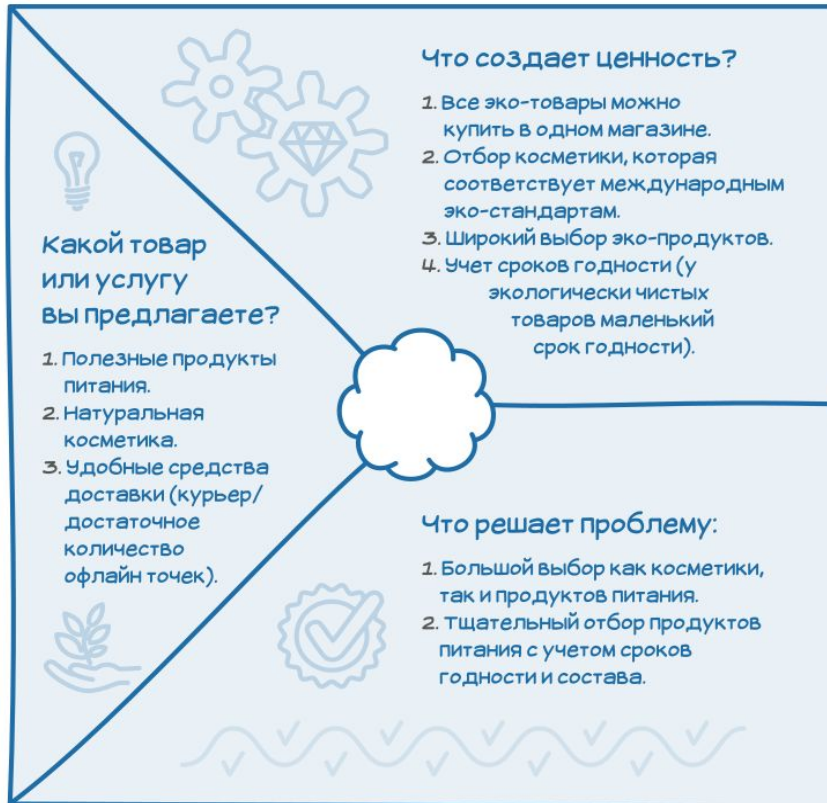 Что создает ценность?
1. Все эко-товары можно
купить в одном магазине.
2. Отбор косметики, которая
соответствует международным
эко-стандартам.
3. Широкий выбор эко-продуктов.
4. Учет сроков годности (у
экологически чистых
товаров маленький
срок годности).
Какой товар
или услугу
вы предлагаете?
1. Полезные продукты
питания.
2. Натуральная
косметика.
3. Удобные средства
доставки (курьер/
достаточное
количество
офлайн точек).
Что решает проблему:
1. Большой выбор как косметики,
так и продуктов питания.
2. Тщательный отбор продуктов
питания с учетом сроков
годности и состава.